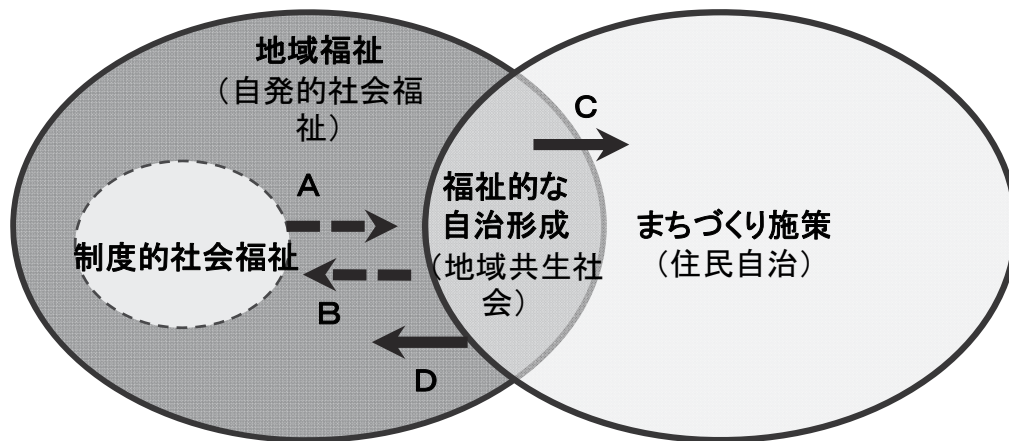 地域福祉
（自発的社会福
祉）
C
A
福祉的な
自治形成
（地域共生社
会）
まちづくり施策
（住民自治）
制度的社会福祉
B
D